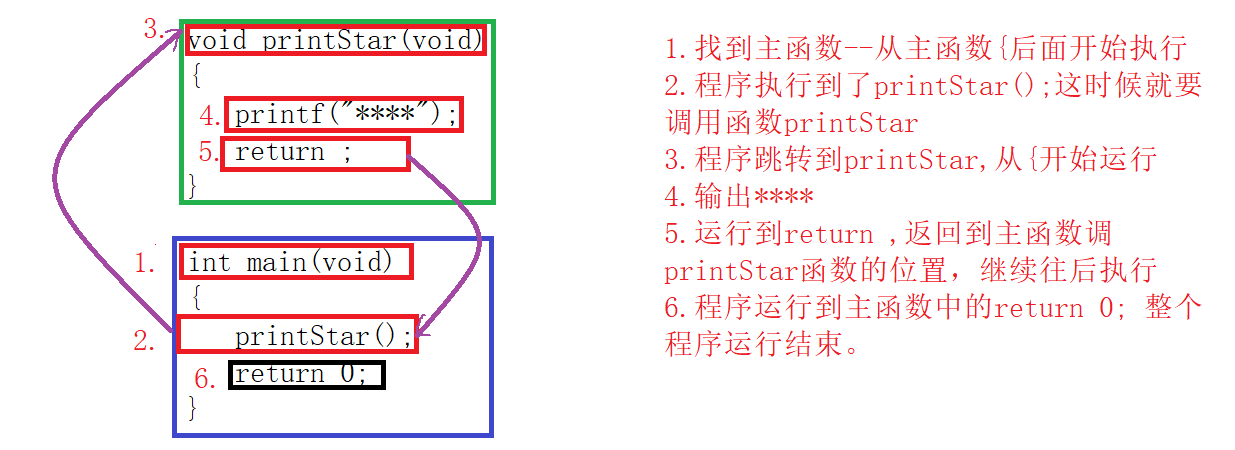 3.
void printStar(void)
{
4. printf("****");
5. return ;
}
1. int main(void)
{
2. printStar();
6. return 0;
}
1.找到主函数--从主函数{后面开始执行
2.程序执行到了printStar();这时候就要
调用函数printStar
3.程序跳转到printStar,从{开始运行
4.输出****
5.运行到return ,返回到主函数调
printStar函数的位置，继续往后执行
6.程序运行到主函数中的return 0; 整个
程序运行结束。